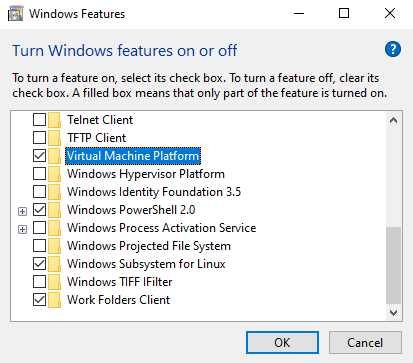 Windows Features
Turn Windows features on or off
To turn a feature on, select its check box. To turn a feature off, clear its
check box. A filled box means that only part of the feature is turned on.
Telnet Client
TFTP Client
Virtual Machine Platform
Windows Hypervisor Platform
Windows Identity Foundation 3.5
Windows PowerShell 2.0
Windows Process Activation Service
Windows Projected File System
Windows Subsystem for Linux
Windows TIFF IFilter
Work Folders Client
OK
Cancel